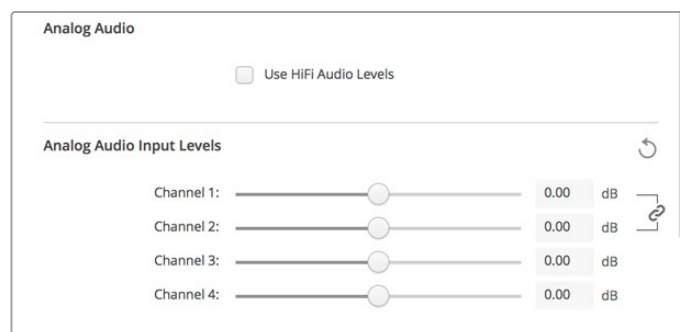 Analog Audio
Use HiFi Audio Levels
Analog Audio Input Levels
Channel 1: 0.00 dB
Channel 2: 0.00 dB
Channel 3: 0.00 dB
Channel 4: 0.00 dB